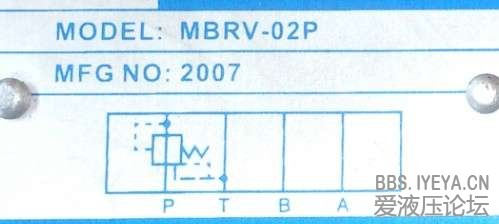 MODEL: MBRV-02P
MFG NO: 2007
P T B A
BBS.IYEYA.CN
爱液压论坛